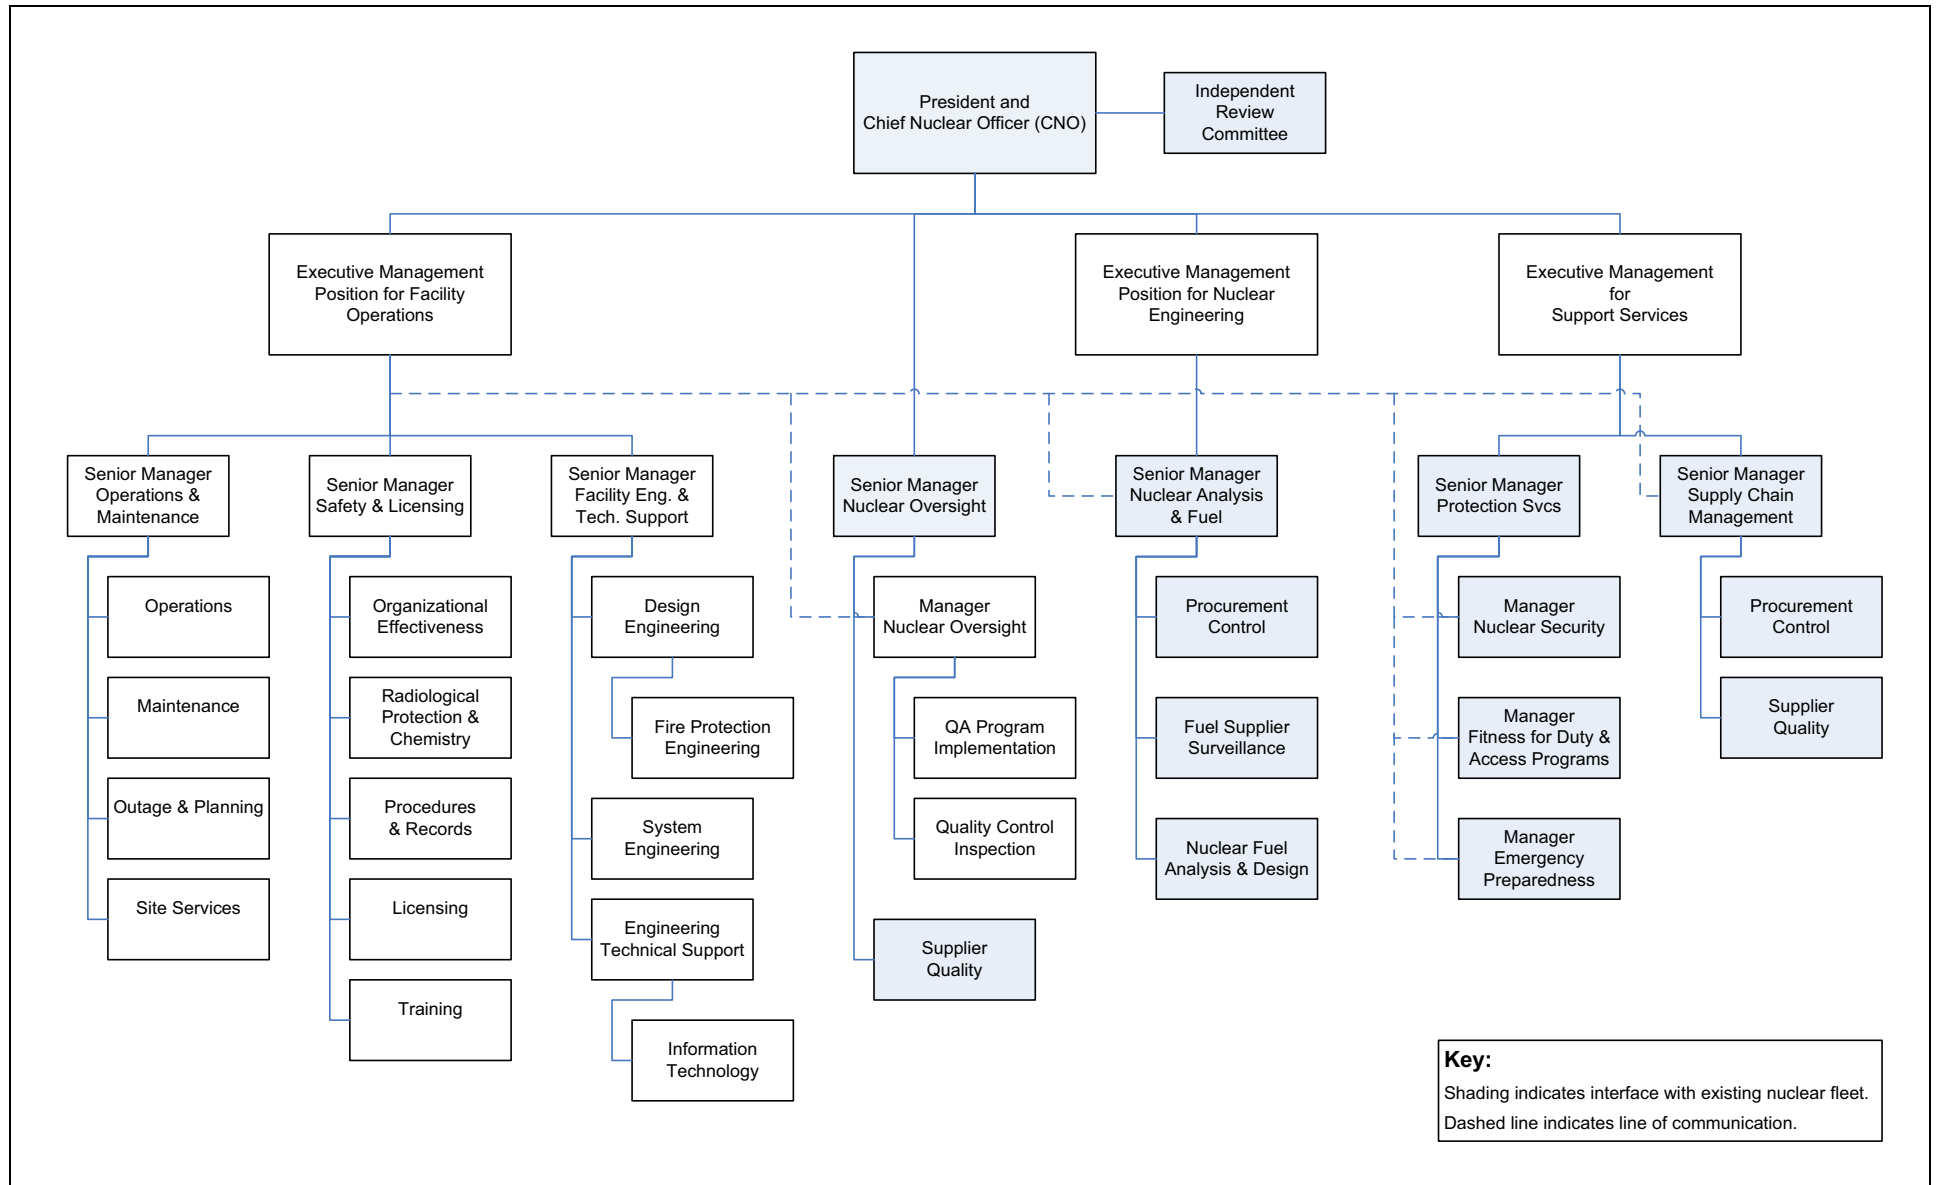 President and
Chief Nuclear Officer (CNO)
Independent
Review
Committee
Executive Management
Position for Facility
Operations
Executive Management
Position for Nuclear
Engineering
Executive Management
for
Support Services
Senior Manager
Operations &
Maintenance
Senior Manager
Safety & Licensing
Senior Manager
Facility Eng. &
Tech. Support
Senior Manager
Nuclear Oversight
Senior Manager
Nuclear Analysis
& Fuel
Senior Manager
Protection Svcs
Senior Manager
Supply Chain
Management
Operations
Maintenance
Outage & Planning
Site Services
Organizational
Effectiveness
Radiological
Protection &
Chemistry
Procedures
& Records
Licensing
Training
Design
Engineering
Fire Protection
Engineering
System
Engineering
Engineering
Technical Support
Information
Technology
Manager
Nuclear Oversight
QA Program
Implementation
Quality Control
Inspection
Supplier
Quality
Procurement
Control
Fuel Supplier
Surveillance
Nuclear Fuel
Analysis & Design
Manager
Nuclear Security
Manager
Fitness for Duty &
Access Programs
Manager
Emergency
Preparedness
Procurement
Control
Supplier
Quality
Key:
Shading indicates interface with existing nuclear fleet.
Dashed line indicates line of communication.